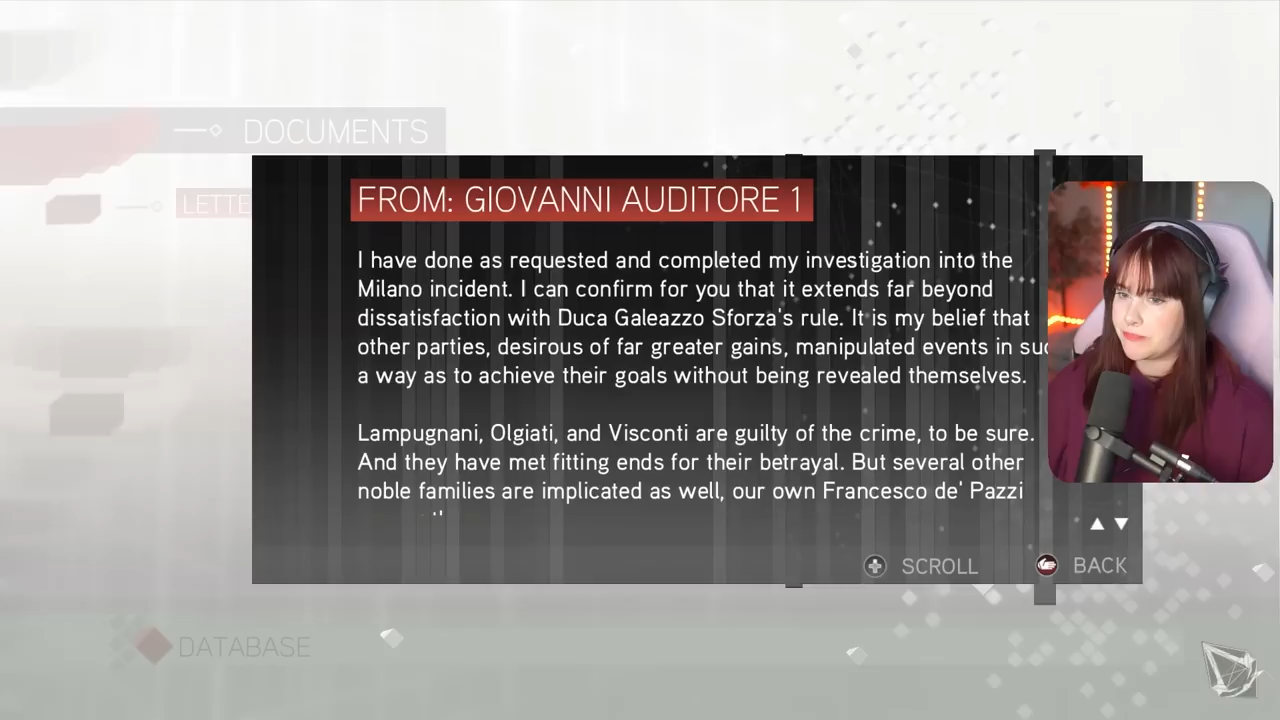 DOCUMENTS
LETTE
FROM: GIOVANNI AUDITORE 1
I have done as requested and completed my investigation into the
Milano incident. I can confirm for you that it extends far beyond
dissatisfaction with Duca Galeazzo Sforza's rule. It is my belief that
other parties, desirous of far greater gains, manipulated events in suc
a way as to achieve their goals without being revealed themselves.
Lampugnani, Olgiati, and Visconti are guilty of the crime, to be sure.
And they have met fitting ends for their betrayal. But several other
noble families are implicated as well, our own Francesco de' Pazzi
SCROLL
BACK
DATABASE